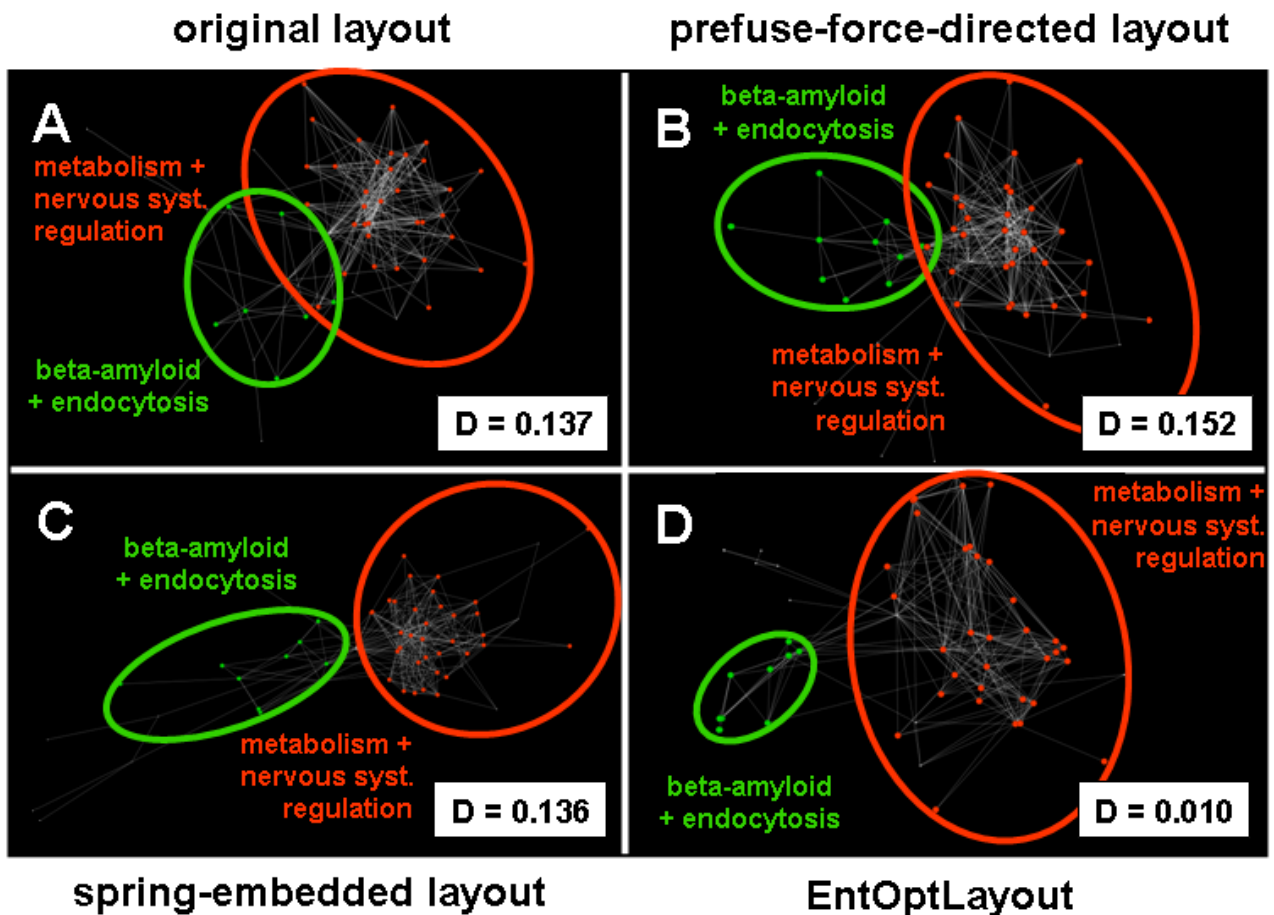 original layout
prefuse-force-directed layout
A
metabolism +
nervous syst.
regulation
beta-amyloid
+ endocytosis
D = 0.137
B
beta-amyloid
+ endocytosis
metabolism +
nervous syst.
regulation
D = 0.152
C
beta-amyloid
+ endocytosis
metabolism +
nervous syst.
regulation
D = 0.136
D
metabolism +
nervous syst.
regulation
beta-amyloid
+ endocytosis
D = 0.010
spring-embedded layout
EntOptLayout